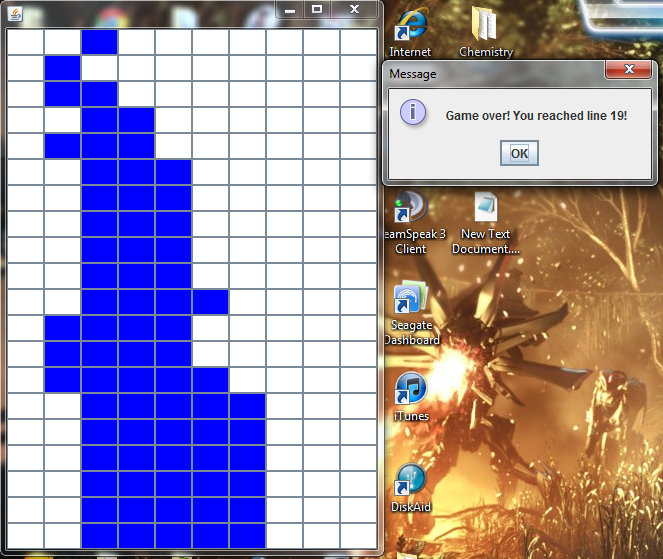 Internet
Chemistry
Message
Game over! You reached line 19!
OK
eamSpeak 3
Client
New Text
Document....
Seagate
Dashboard
iTunes
DiskAid